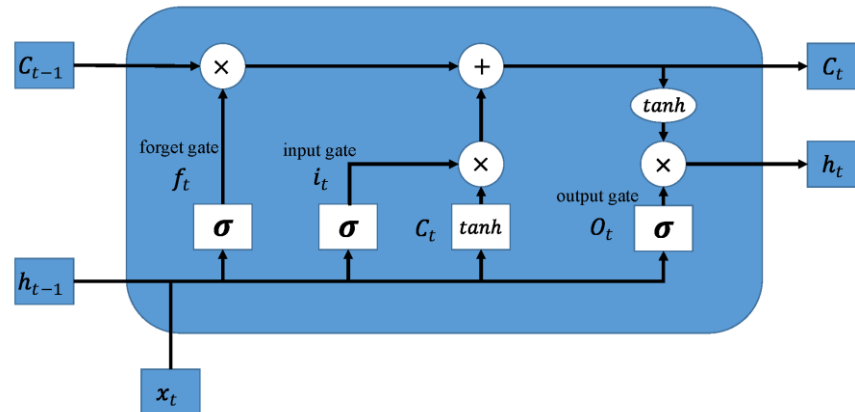 C_{t-1}
×
+
C_t
tanh
forget gate
input gate
×
×
h_t
f_t
i_t
output gate
σ
σ
C_t
tanh
O_t
σ
h_{t-1}
x_t